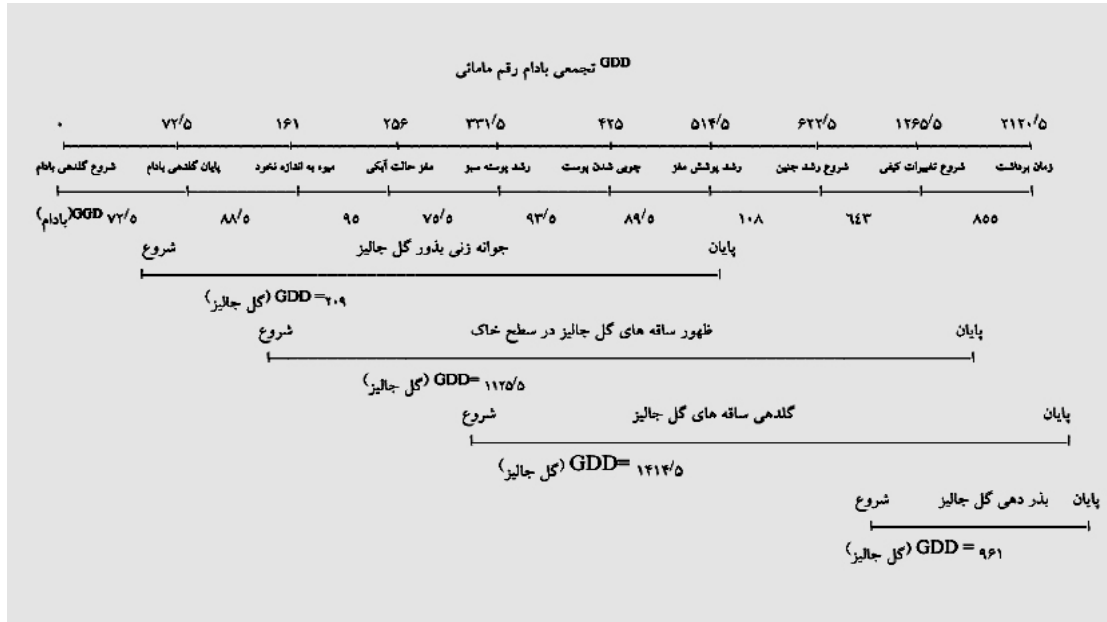 GDD تجمعی بادام رقم مامائی
۰ ۷۲/۵ ۱۶۱ ۲۵۶ ۳۳۱/۵ ۴۲۵ ۵۱۴/۵ ۶۲۲/۵ ۱۲۶۵/۵ ۲۱۲۰/۵
شروع گلدهی بادام پایان گلدهی بادام میوه به اندازه نخود مغز حالت آبکی رشد پوسته سبز چوبی شدن پوست رشد پوشش مغز شروع رشد جنین شروع تغییرات کیفی زمان برداشت
GGD(بادام) ۷۲/۵ ۸۸/۵ ۹۵ ۷۵/۵ ۹۳/۵ ۸۹/۵ ۱۰۸ ٦٤٣ ۸۵۵
شروع جوانه زنی بذور گل جالیز پایان
(گل جالیز) GDD =۲۰۹
شروع ظهور ساقه های گل جالیز در سطح خاک پایان
(گل جالیز) GDD= ۱۱۲۵/۵
شروع گلدهی ساقه های گل جالیز پایان
(گل جالیز) GDD= ۱۴۱۴/۵
شروع بذر دهی گل جالیز پایان
(گل جالیز) GDD = ۹۶۱